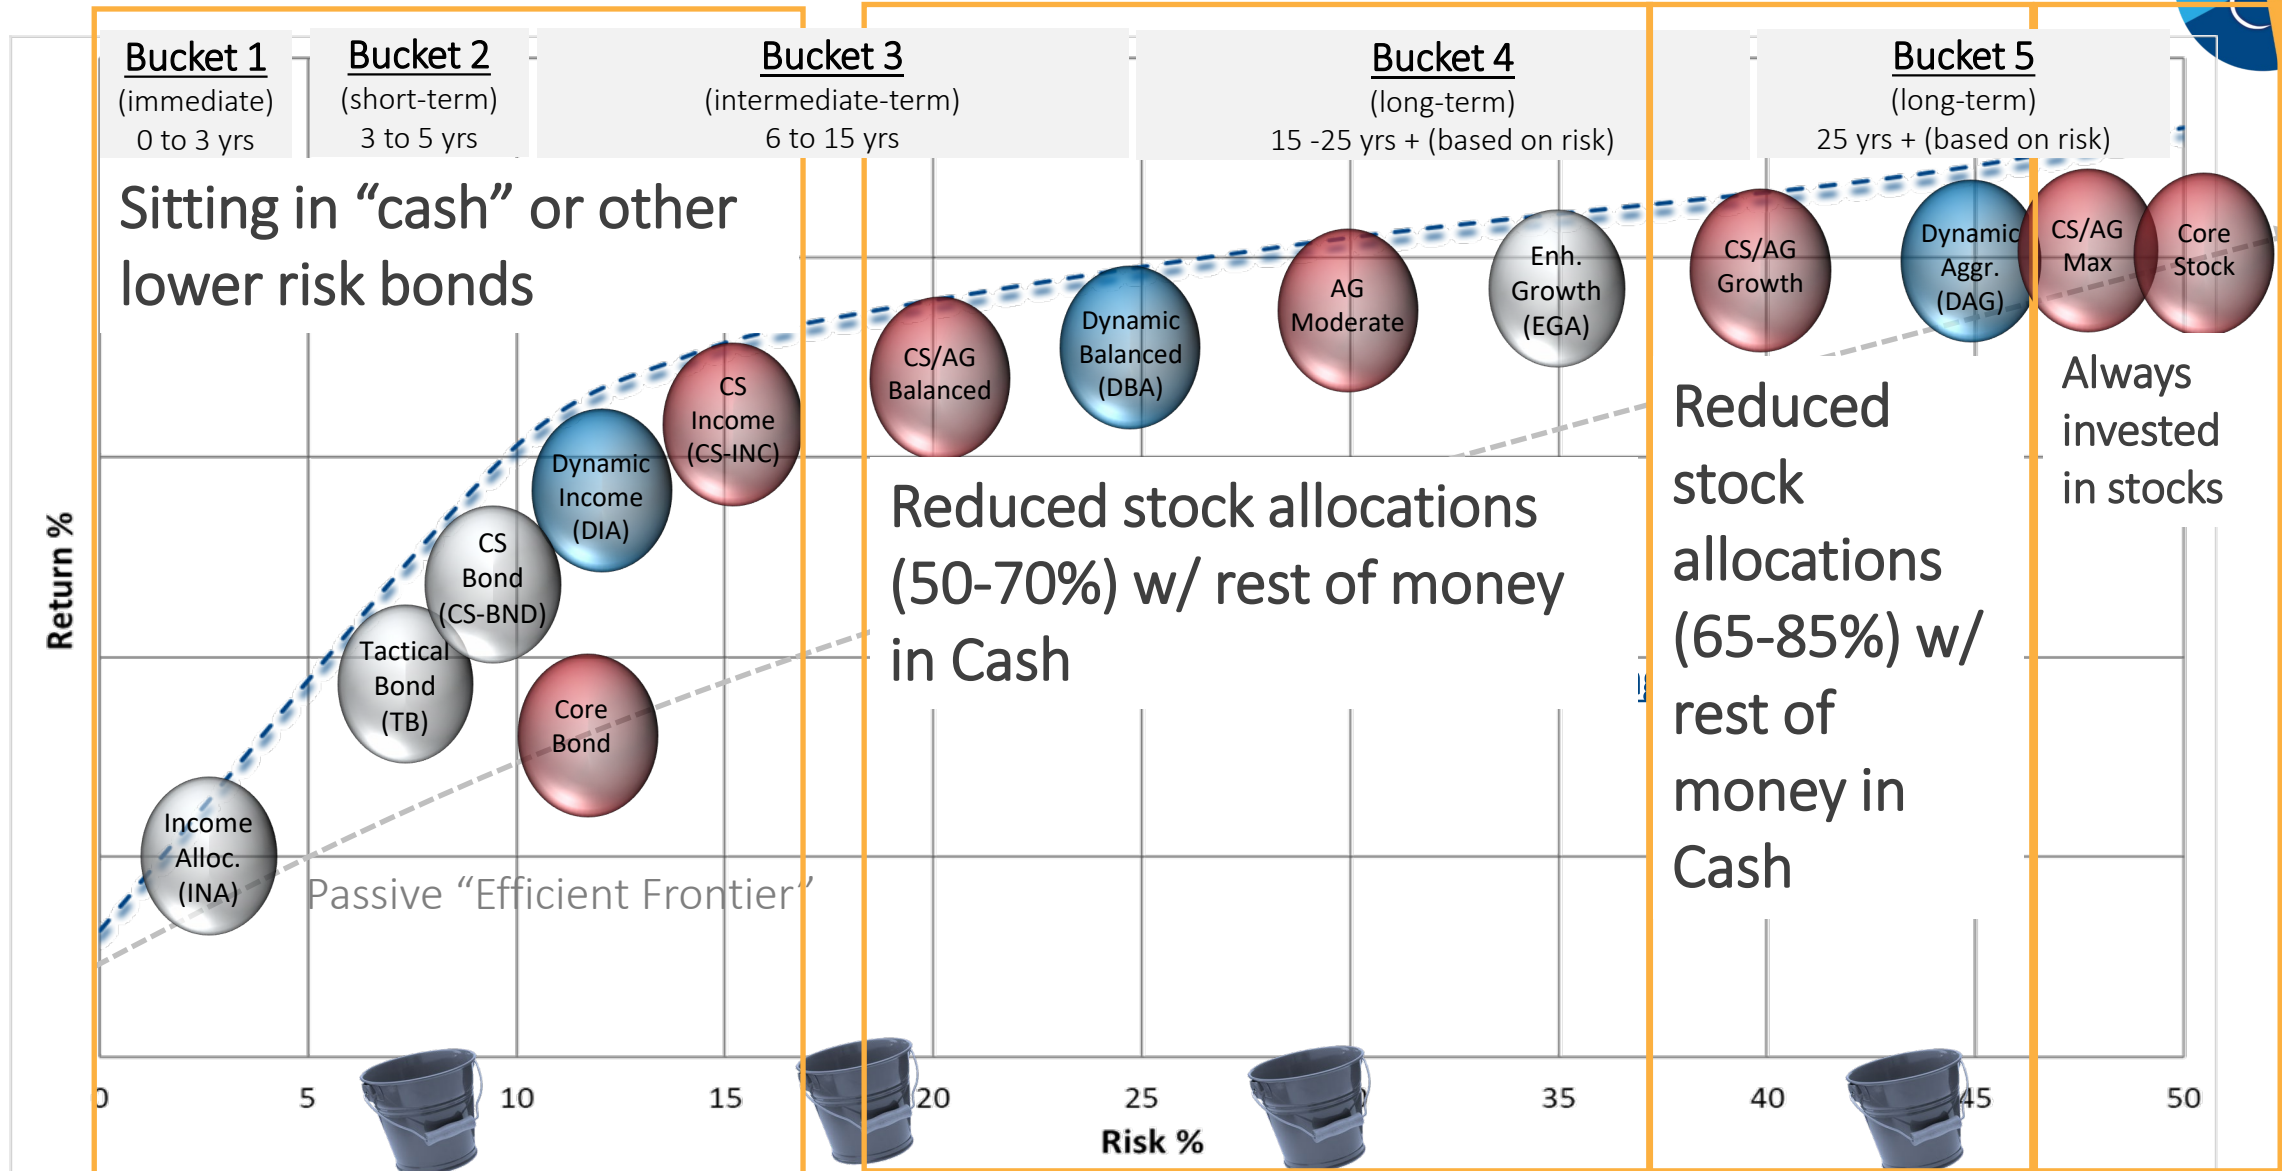 Bucket 1
(immediate)
0 to 3 yrs
Bucket 2
(short-term)
3 to 5 yrs
Bucket 3
(intermediate-term)
6 to 15 yrs
Bucket 4
(long-term)
15 -25 yrs + (based on risk)
Bucket 5
(long-term)
25 yrs + (based on risk)
Sitting in “cash” or other
lower risk bonds
Income
Alloc.
(INA)
Tactical
Bond
(TB)
CS
Bond
(CS-BND)
Dynamic
Income
(DIA)
Core
Bond
CS
Income
(CS-INC)
CS/AG
Balanced
Dynamic
Balanced
(DBA)
AG
Moderate
Enh.
Growth
(EGA)
CS/AG
Growth
Dynamic
Aggr.
(DAG)
CS/AG
Max
Core
Stock
Reduced stock allocations
(50-70%) w/ rest of money
in Cash
Reduced
stock
allocations
(65-85%) w/
rest of
money in
Cash
Always
invested
in stocks
Passive “Efficient Frontier”
Return %
0
5
10
15
20
25
35
40
45
50
Risk %